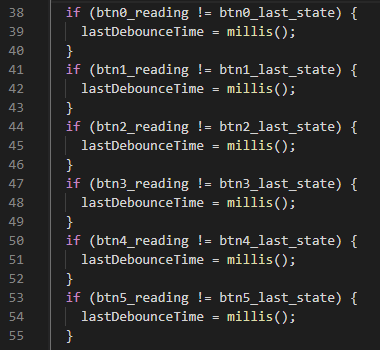 38 if (btn0_reading != btn0_last_state) {
39 lastDebounceTime = millis();
40 }
41 if (btn1_reading != btn1_last_state) {
42 lastDebounceTime = millis();
43 }
44 if (btn2_reading != btn2_last_state) {
45 lastDebounceTime = millis();
46 }
47 if (btn3_reading != btn3_last_state) {
48 lastDebounceTime = millis();
49 }
50 if (btn4_reading != btn4_last_state) {
51 lastDebounceTime = millis();
52 }
53 if (btn5_reading != btn5_last_state) {
54 lastDebounceTime = millis();
55 }